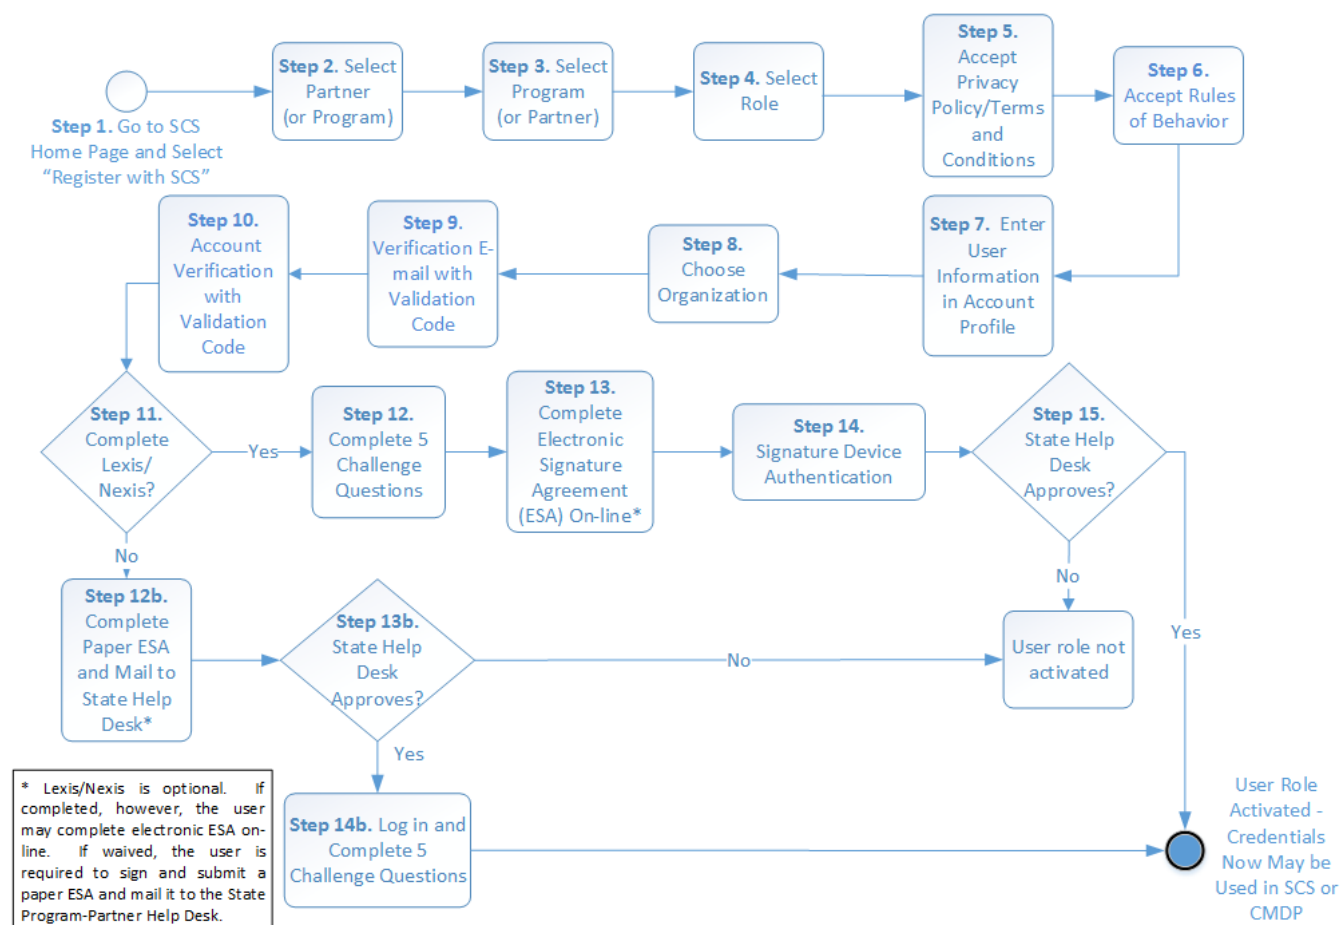 Step 1. Go to SCS
Home Page and Select
“Register with SCS”
Step 2. Select
Partner
(or Program)
Step 3. Select
Program
(or Partner)
Step 4. Select
Role
Step 5.
Accept
Privacy
Policy/Terms
and
Conditions
Step 6.
Accept Rules
of Behavior
Step 7. Enter
User
Information
in Account
Profile
Step 8.
Choose
Organization
Step 9.
Verification E-
mail with
Validation
Code
Step 10.
Account
Verification
with
Validation
Code
Step 11.
Complete
Lexis/
Nexis?
Yes
Step 12.
Complete 5
Challenge
Questions
Step 13.
Complete
Electronic
Signature
Agreement
(ESA) On-line*
Step 14.
Signature Device
Authentication
Step 15.
State Help
Desk
Approves?
No
No
Step 12b.
Complete
Paper ESA
and Mail to
State Help
Desk*
Step 13b.
State Help
Desk
Approves?
No
User role not
activated
Yes
Yes
* Lexis/Nexis is optional. If
completed, however, the user
may complete electronic ESA on-
line. If waived, the user is
required to sign and submit a
paper ESA and mail it to the State
Program-Partner Help Desk.
Step 14b. Log in and
Complete 5
Challenge Questions
User Role
Activated -
Credentials
Now May be
Used in SCS or
CMDP